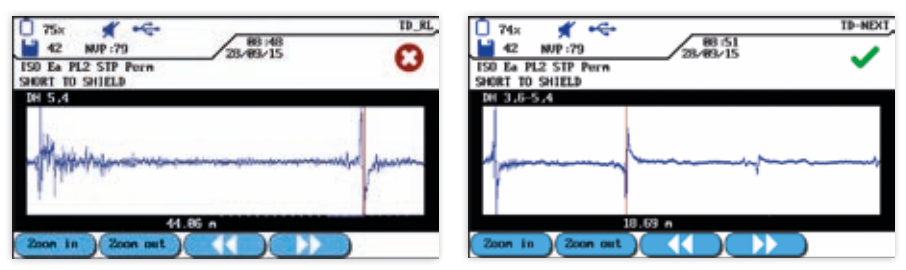 75% TD_RL
42 NVP:79 08:48
28/09/15
ISO Ea PL2 STP Perm
SHORT TO SHIELD
DH 5,4
44.86 m
Zoom in Zoom out
74% TD-NEXT
42 NVP:79 08:51
28/09/15
ISO Ea PL2 STP Perm
SHORT TO SHIELD
DH 3,6-5,4
18.69 m
Zoom in Zoom out